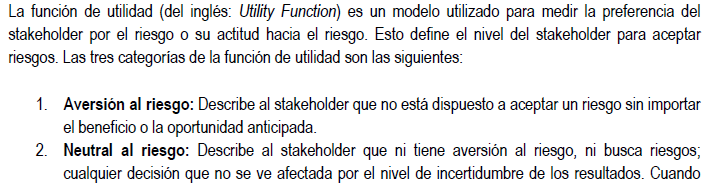 La función de utilidad (del inglés: Utility Function) es un modelo utilizado para medir la preferencia del
stakeholder por el riesgo o su actitud hacia el riesgo. Esto define el nivel del stakeholder para aceptar
riesgos. Las tres categorías de la función de utilidad son las siguientes:
1. Aversión al riesgo: Describe al stakeholder que no está dispuesto a aceptar un riesgo sin importar
el beneficio o la oportunidad anticipada.
2. Neutral al riesgo: Describe al stakeholder que ni tiene aversión al riesgo, ni busca riesgos;
cualquier decisión que no se ve afectada por el nivel de incertidumbre de los resultados. Cuando